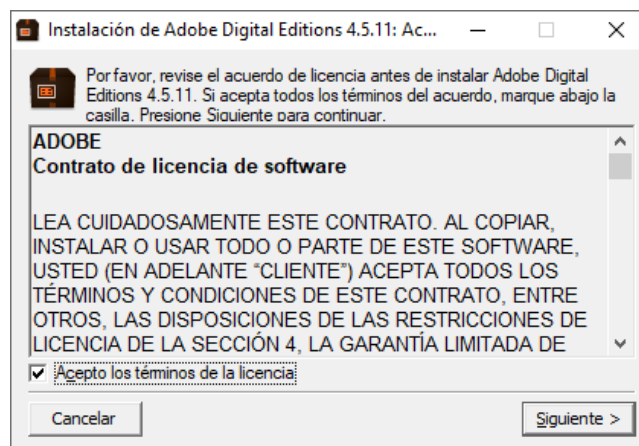 Instalación de Adobe Digital Editions 4.5.11: Ac...
Por favor, revise el acuerdo de licencia antes de instalar Adobe Digital
Editions 4.5.11. Si acepta todos los términos del acuerdo, marque abajo la
casilla. Presione Siguiente para continuar.
ADOBE
Contrato de licencia de software
LEA CUIDADOSAMENTE ESTE CONTRATO. AL COPIAR,
INSTALAR O USAR TODO O PARTE DE ESTE SOFTWARE,
USTED (EN ADELANTE “CLIENTE”) ACEPTA TODOS LOS
TÉRMINOS Y CONDICIONES DE ESTE CONTRATO, ENTRE
OTROS, LAS DISPOSICIONES DE LAS RESTRICCIONES DE
LICENCIA DE LA SECCIÓN 4, LA GARANTÍA LIMITADA DE
Acepto los términos de la licencia
Cancelar
Siguiente >